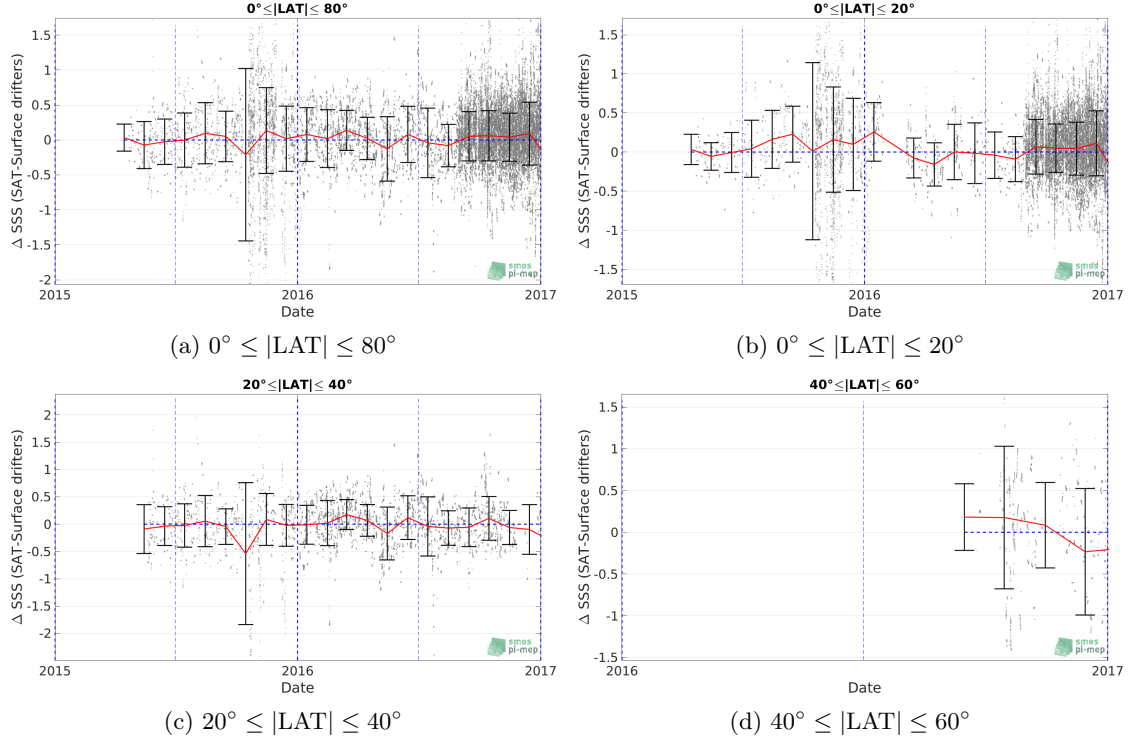 0°≤|LAT|≤ 80°
1.5
1
0.5
0
-0.5
-1
-1.5
-2
Δ SSS (SAT-Surface drifters)
2015
2016
2017
Date
smos
pi-mep
(a) 0° ≤ |LAT| ≤ 80°
0°≤|LAT|≤ 20°
1.5
1
0.5
0
-0.5
-1
-1.5
Δ SSS (SAT-Surface drifters)
2015
2016
2017
Date
smos
pi-mep
(b) 0° ≤ |LAT| ≤ 20°
20°≤|LAT|≤ 40°
2
1.5
1
0.5
0
-0.5
-1
-1.5
-2
Δ SSS (SAT-Surface drifters)
2015
2016
2017
Date
smos
pi-mep
(c) 20° ≤ |LAT| ≤ 40°
40°≤|LAT|≤ 60°
1.5
1
0.5
0
-0.5
-1
-1.5
Δ SSS (SAT-Surface drifters)
2016
2017
Date
smos
pi-mep
(d) 40° ≤ |LAT| ≤ 60°